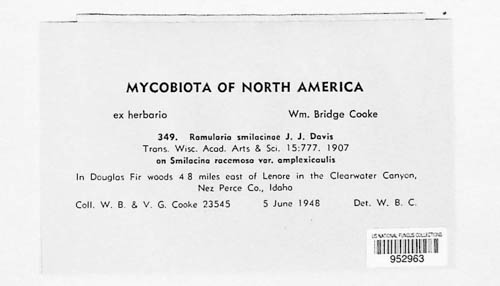 MYCOBIOTA OF NORTH AMERICA
ex herbario Wm. Bridge Cooke
349. Ramularia smilacinae J. J. Davis
Trans. Wisc. Acad. Arts & Sci. 15:777. 1907
on Smilacina racemosa var. amplexicaulis
In Douglas Fir woods 4.8 miles east of Lenore in the Clearwater Canyon,
Nez Perce Co., Idaho
Coll. W. B. & V. G. Cooke 23545 5 June 1948 Det. W. B. C.
US NATIONAL FUNGUS COLLECTIONS
952963